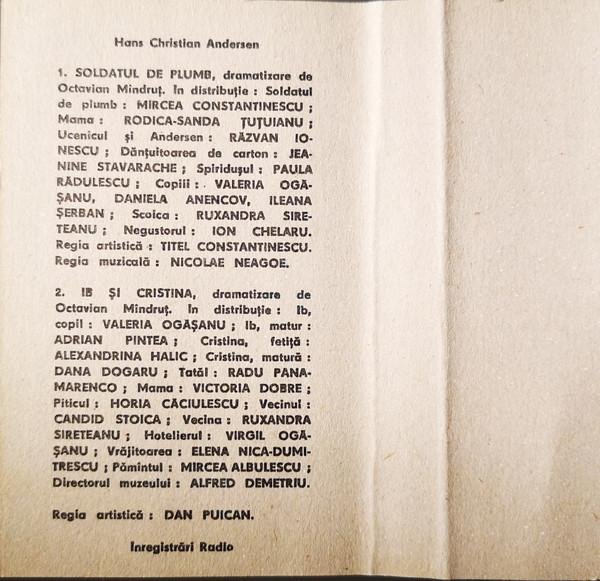 Hans Christian Andersen
1. SOLDATUL DE PLUMB, dramatizare de
Octavian Mîndruț. In distribuție : Soldatul
de plumb : MIRCEA CONSTANTINESCU ;
Mama : RODICA-SANDA ȚUȚUIANU ;
Ucenicul și Andersen : RĂZVAN IO-
NESCU ; Dănțuitoarea de carton : JEA-
NINE STAVARACHE ; Spiridușul : PAULA
RĂDULESCU ; Copiii : VALERIA OGĂ-
ȘANU, DANIELA ANENCOV, ILEANA
ȘERBAN ; Scoica : RUXANDRA SIRE-
TEANU ; Negustorul : ION CHELARU.
Regia artistică : TITEL CONSTANTINESCU.
Regia muzicală : NICOLAE NEAGOE.
2. IB ȘI CRISTINA, dramatizare de
Octavian Mîndruț. In distribuție : Ib,
copil : VALERIA OGĂȘANU ; Ib, matur :
ADRIAN PINTEA ; Cristina, fetiță :
ALEXANDRINA HALIC ; Cristina, matură :
DANA DOGARU ; Tatăl : RADU PANA-
MARENCO ; Mama : VICTORIA DOBRE ;
Piticul : HORIA CĂCIULESCU ; Vecinul :
CANDID STOICA ; Vecina : RUXANDRA
SIRETEANU ; Hotelierul : VIRGIL OGĂ-
ȘANU ; Vrăjitoarea : ELENA NICA-DUMI-
TRESCU ; Pămîntul : MIRCEA ALBULESCU ;
Directorul muzeului : ALFRED DEMETRIU.
Regia artistică : DAN PUICAN.
Inregistrări Radio